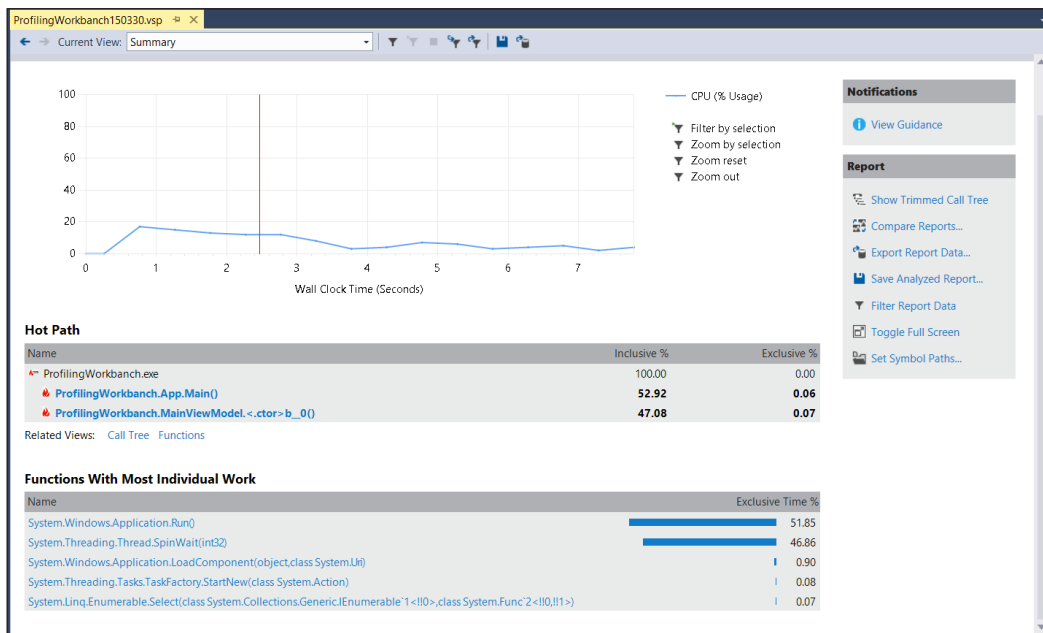 ProfilingWorkbanch150330.vsp
Current View: Summary
100
80
60
40
20
0
0 1 2 3 4 5 6 7
Wall Clock Time (Seconds)
CPU (% Usage)
Filter by selection
Zoom by selection
Zoom reset
Zoom out
Notifications
View Guidance
Report
Show Trimmed Call Tree
Compare Reports...
Export Report Data...
Save Analyzed Report...
Filter Report Data
Toggle Full Screen
Set Symbol Paths...
Hot Path
Name Inclusive % Exclusive %
ProfilingWorkbanch.exe 100.00 0.00
ProfilingWorkbanch.App.Main() 52.92 0.06
ProfilingWorkbanch.MainViewModel.<.ctor>b__0() 47.08 0.07
Related Views: Call Tree Functions
Functions With Most Individual Work
Name Exclusive Time %
System.Windows.Application.Run() 51.85
System.Threading.Thread.SpinWait(int32) 46.86
System.Windows.Application.LoadComponent(object,class System.Uri) 0.90
System.Threading.Tasks.TaskFactory.StartNew(class System.Action) 0.08
System.Linq.Enumerable.Select(class System.Collections.Generic.IEnumerable`1<!!0>,class System.Func`2<!!0,!!1>) 0.07